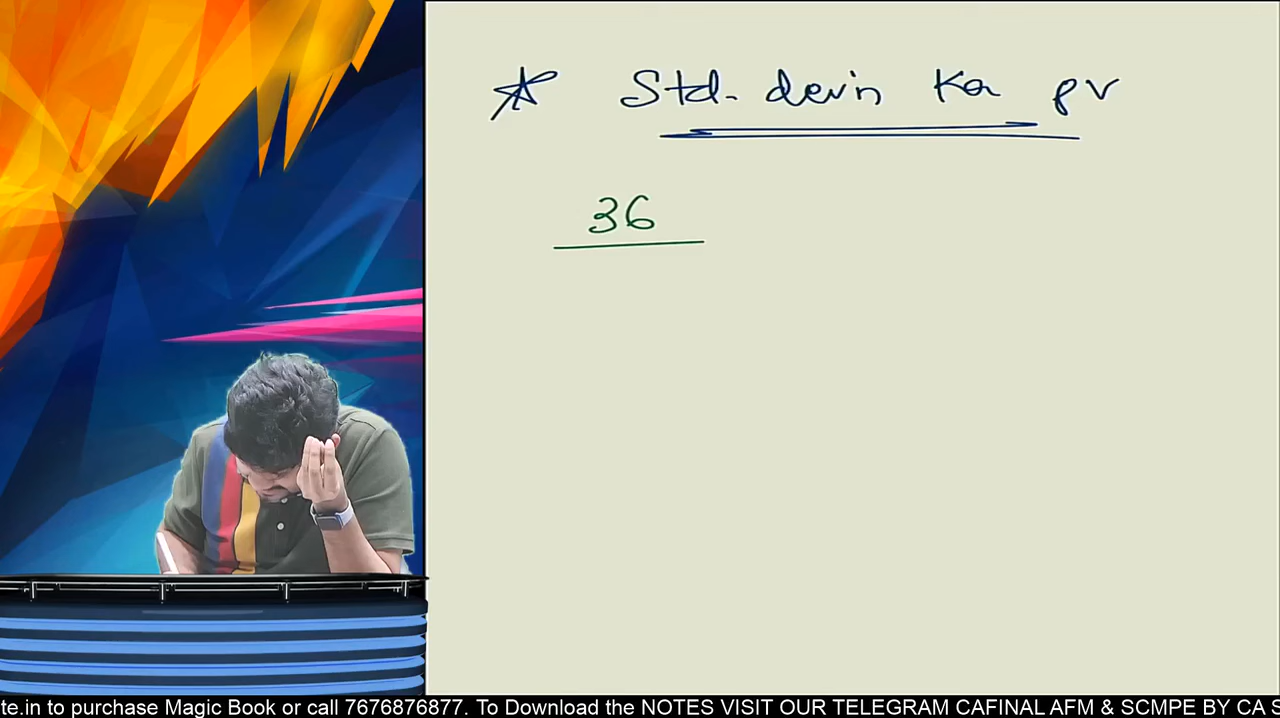 Std. devin Ka PV
36
te.in to purchase Magic Book or call 7676876877. To Download the NOTES VISIT OUR TELEGRAM CAFINAL AFM & SCMPE BY CA S